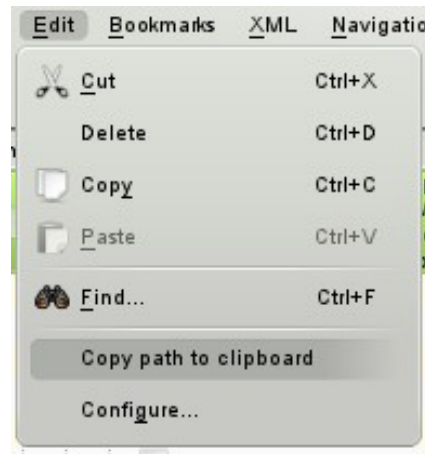 Edit Bookmarks XML Navigatio
Cut Ctrl+X
Delete Ctrl+D
Copy Ctrl+C
Paste Ctrl+V
Find... Ctrl+F
Copy path to clipboard
Configure...